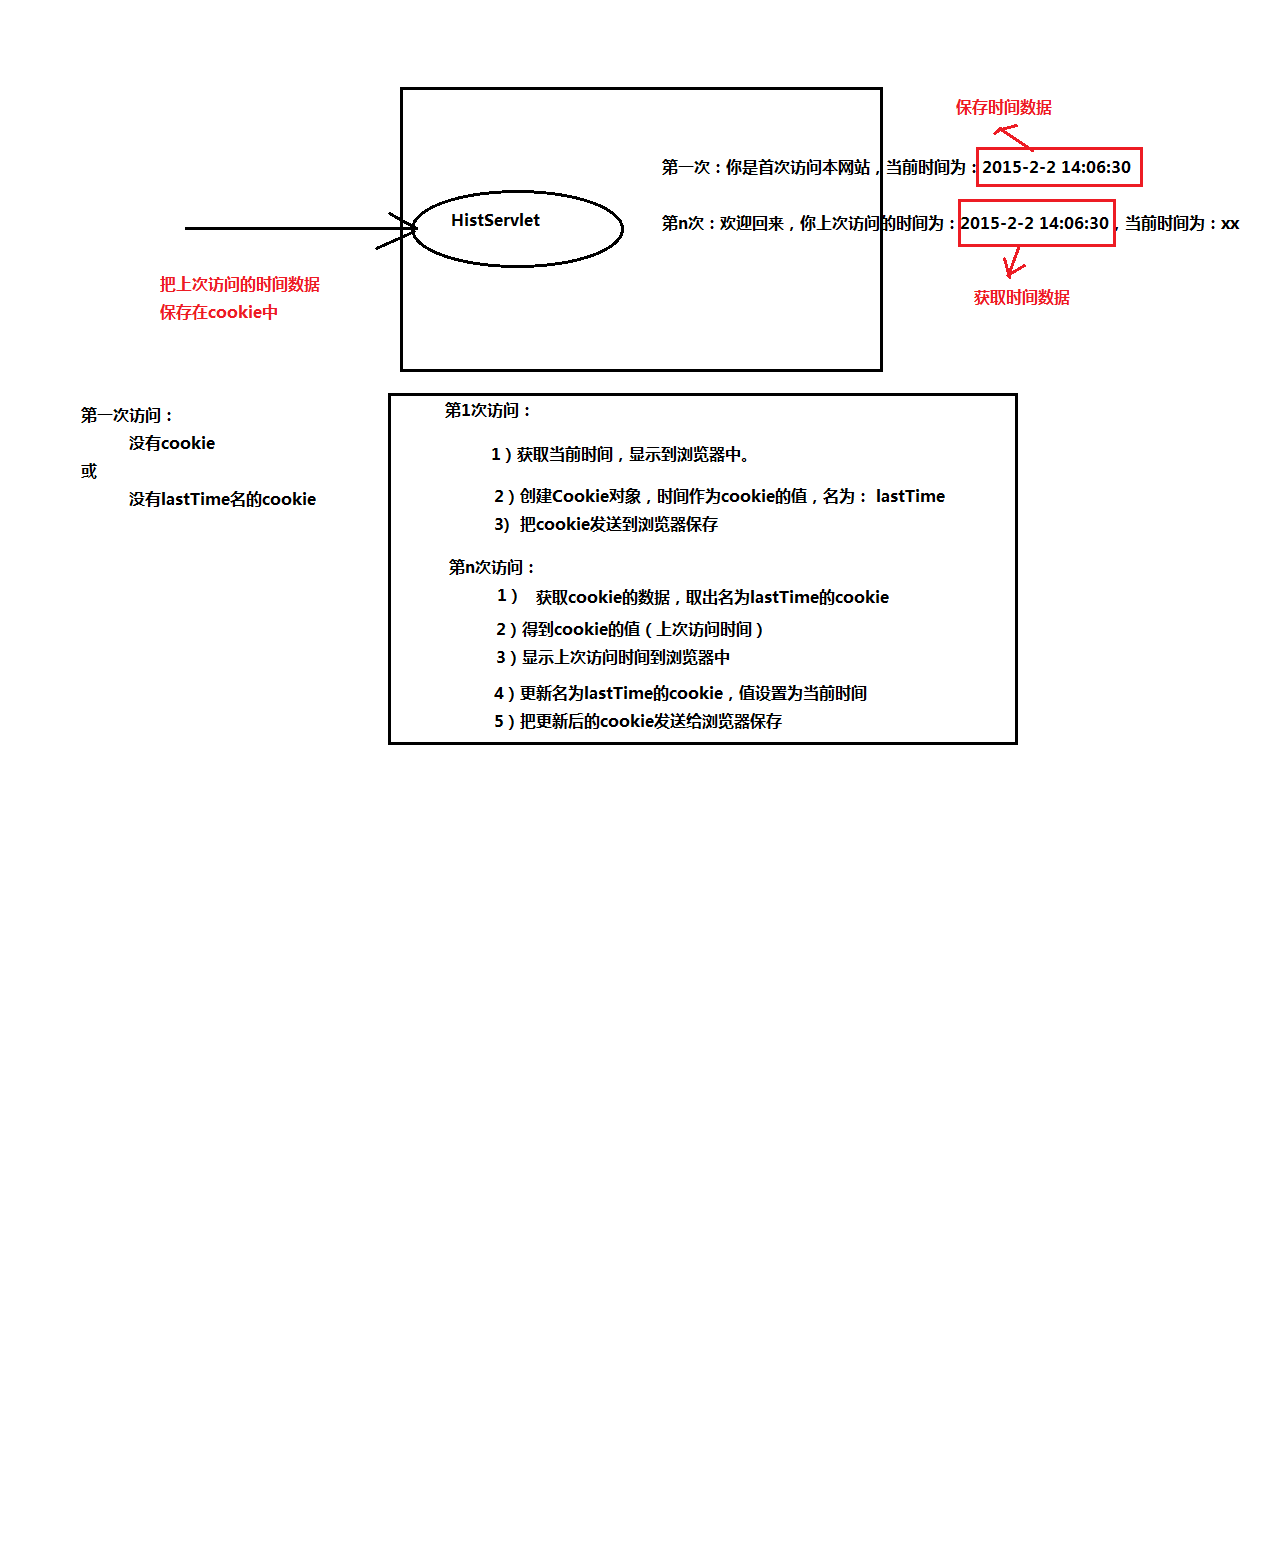 保存时间数据
第一次：你是首次访问本网站，当前时间为：2015-2-2 14:06:30
HistServlet
第n次：欢迎回来，你上次访问的时间为：2015-2-2 14:06:30，当前时间为：xx
把上次访问的时间数据
保存在cookie中
获取时间数据
第一次访问：
没有cookie
或
没有lastTime名的cookie
第1次访问：
1）获取当前时间，显示到浏览器中。
2）创建Cookie对象，时间作为cookie的值，名为： lastTime
3) 把cookie发送到浏览器保存
第n次访问：
1） 获取cookie的数据，取出名为lastTime的cookie
2）得到cookie的值（上次访问时间）
3）显示上次访问时间到浏览器中
4）更新名为lastTime的cookie，值设置为当前时间
5）把更新后的cookie发送给浏览器保存